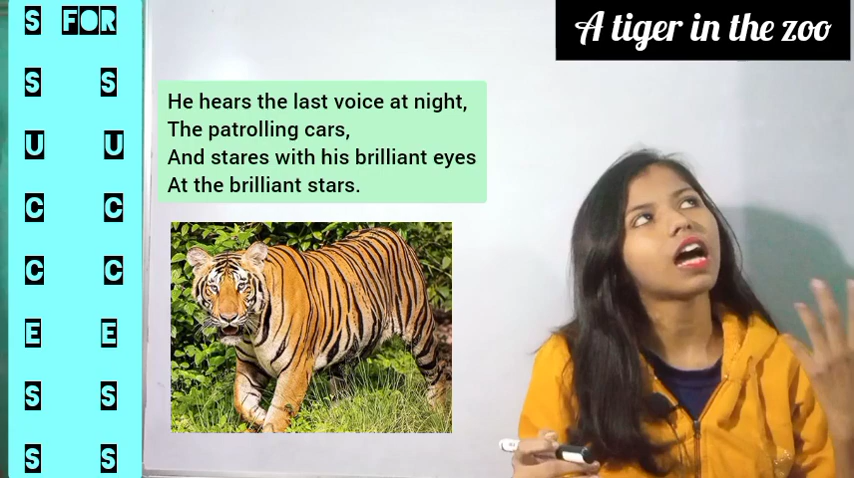 S FOR
S S
U U
C C
C C
E E
S S
S S
A tiger in the zoo
He hears the last voice at night,
The patrolling cars,
And stares with his brilliant eyes
At the brilliant stars.